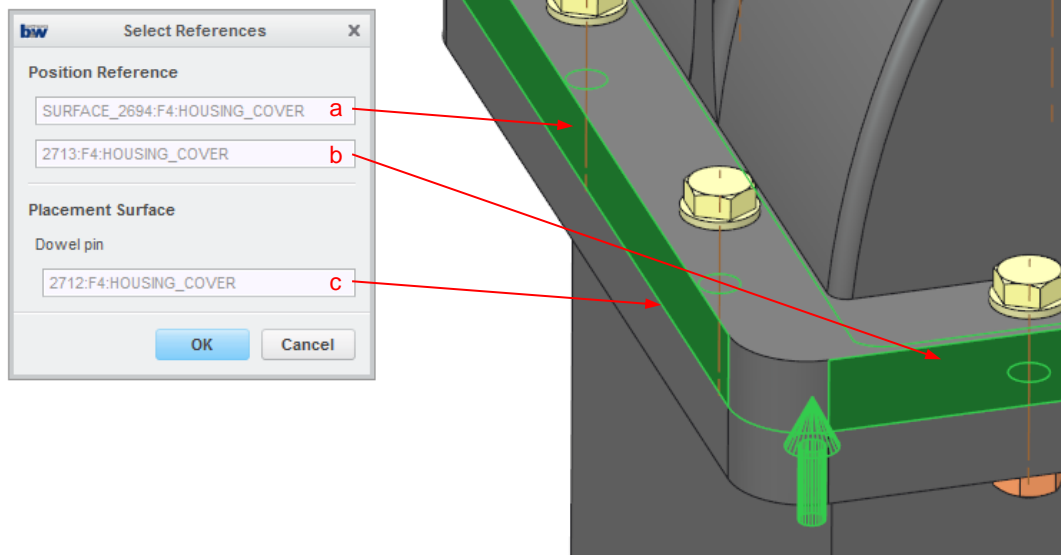 bw
Select References
Position Reference
SURFACE_2694:F4:HOUSING_COVER a
2713:F4:HOUSING_COVER b
Placement Surface
Dowel pin
2712:F4:HOUSING_COVER c
OK Cancel